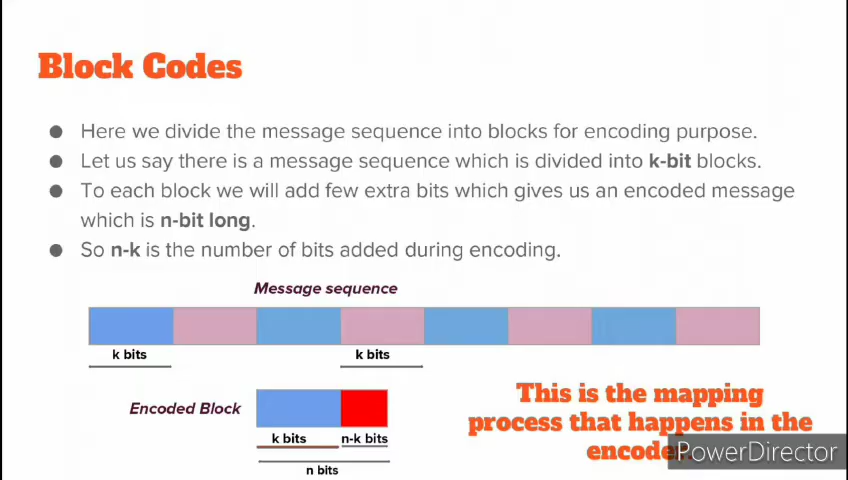 Block Codes
● Here we divide the message sequence into blocks for encoding purpose.
● Let us say there is a message sequence which is divided into k-bit blocks.
● To each block we will add few extra bits which gives us an encoded message
which is n-bit long.
● So n-k is the number of bits added during encoding.
Message sequence
k bits k bits
Encoded Block
k bits n-k bits
n bits
This is the mapping
process that happens in the
encoder.
PowerDirector